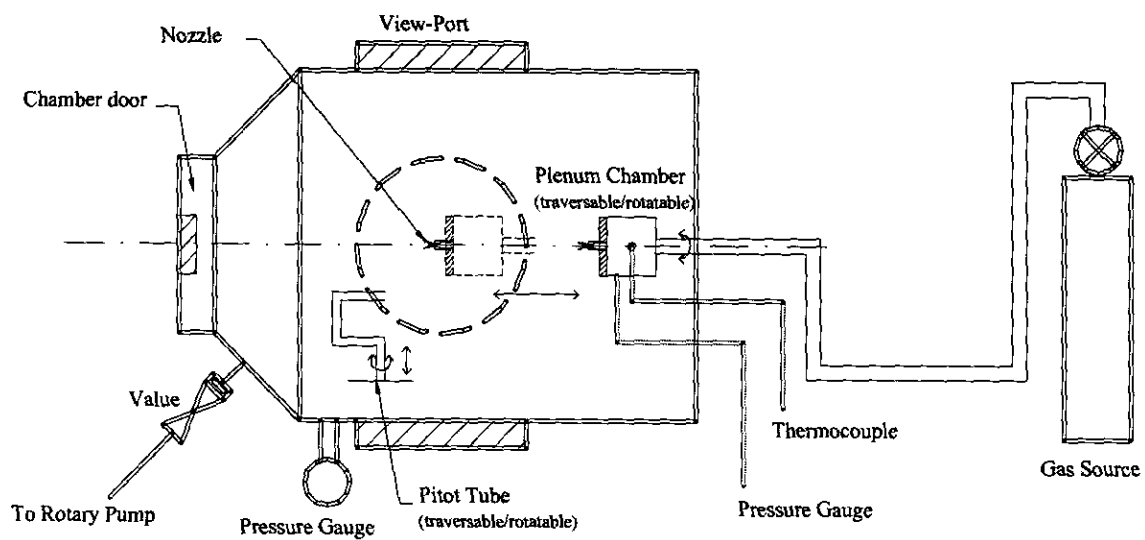 View-Port
Nozzle
Chamber door
Plenum Chamber
(traversable/rotatable)
Value
Thermocouple
Gas Source
To Rotary Pump
Pressure Gauge
Pitot Tube
(traversable/rotatable)
Pressure Gauge